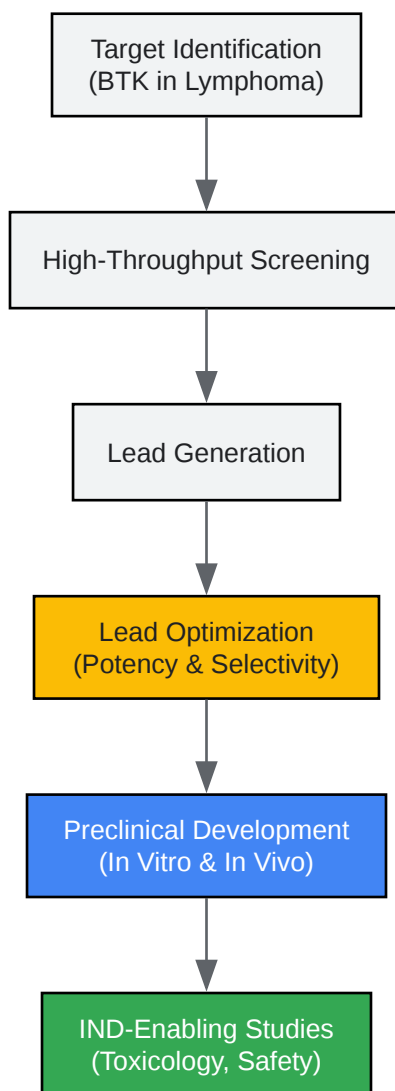 Target Identification
(BTK in Lymphoma)
High-Throughput Screening
Lead Generation
Lead Optimization
(Potency & Selectivity)
Preclinical Development
(In Vitro & In Vivo)
IND-Enabling Studies
(Toxicology, Safety)